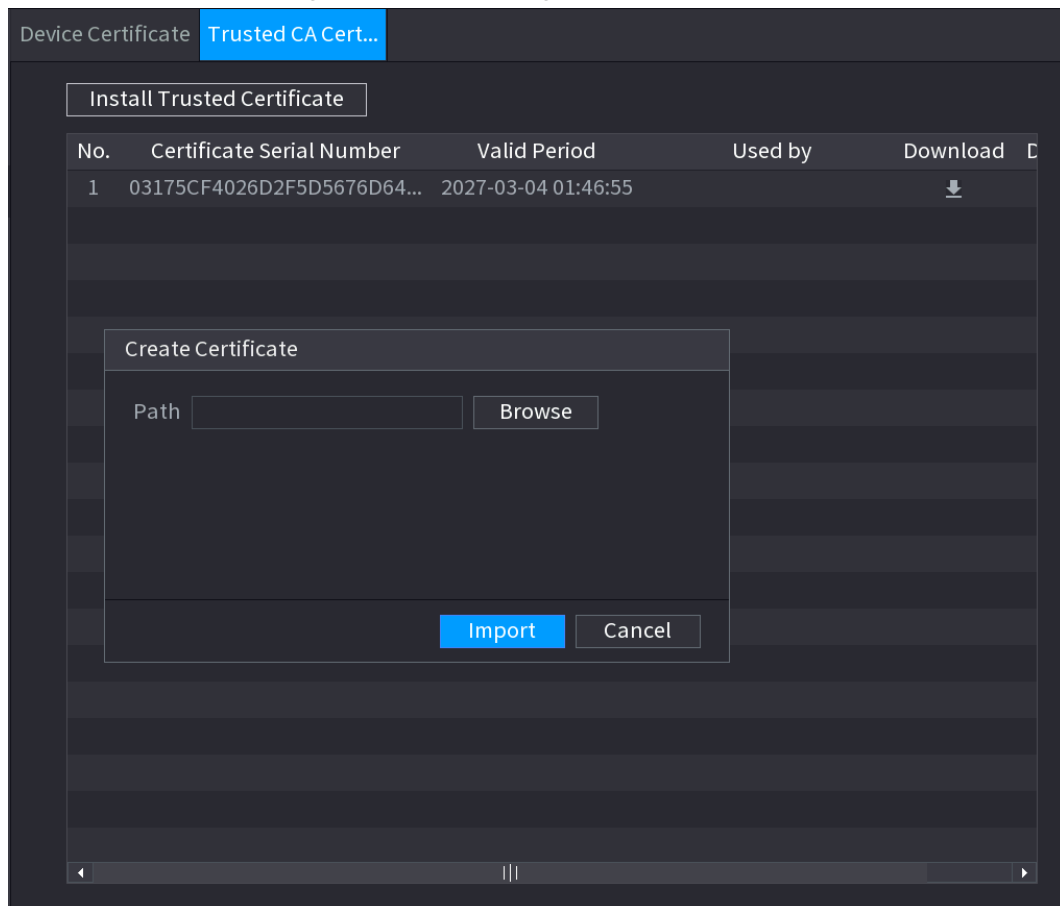 Device Certificate Trusted CA Cert...
Install Trusted Certificate
No. Certificate Serial Number Valid Period Used by Download D
1 03175CF4026D2F5D5676D64... 2027-03-04 01:46:55
Create Certificate
Path Browse
Import Cancel